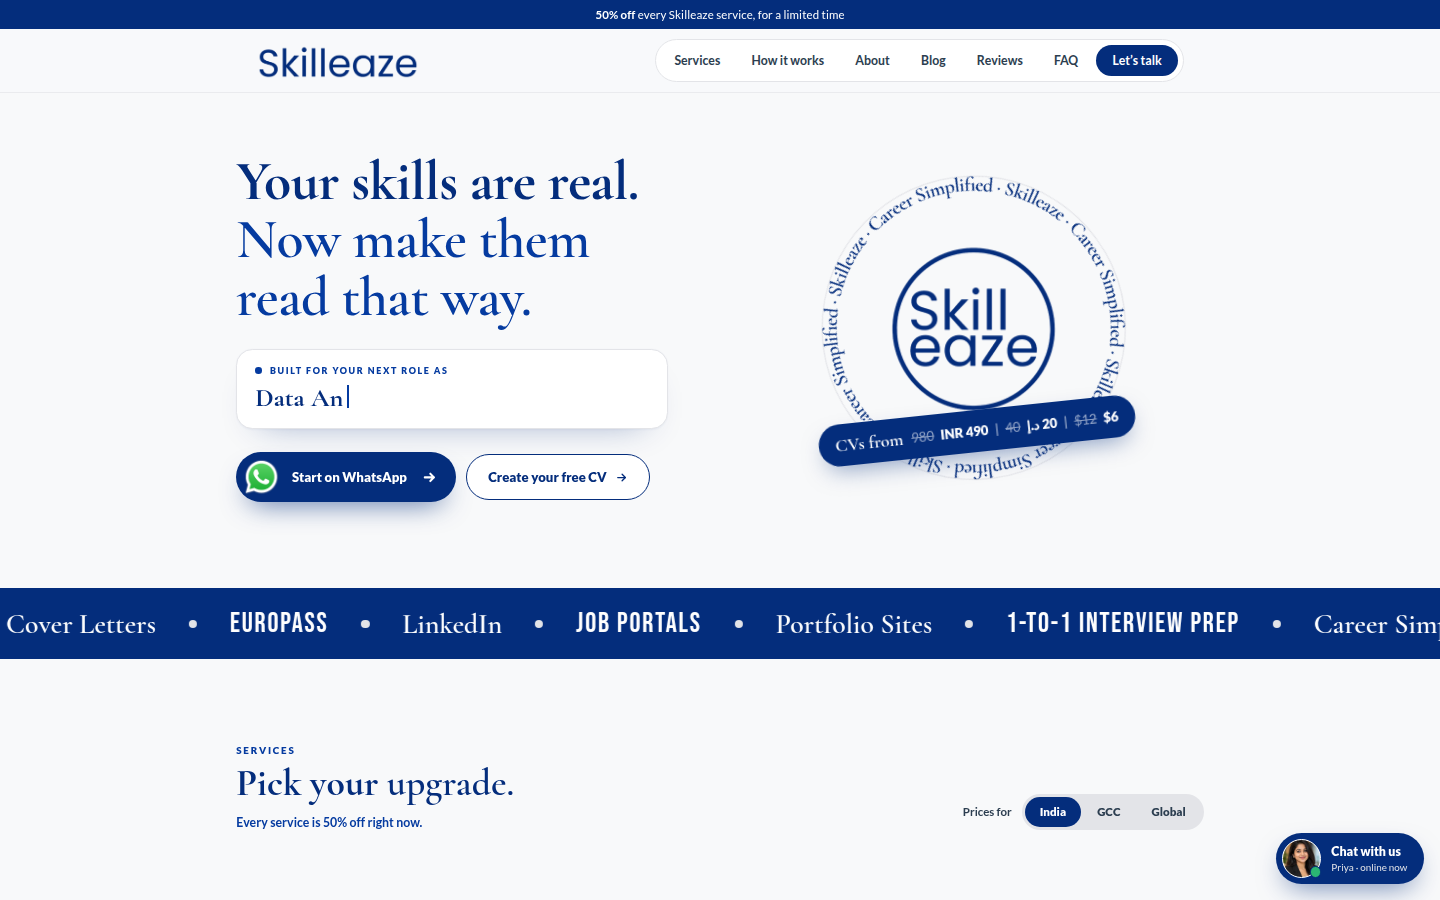 50% off every Skilleaze service, for a limited time
Skilleaze
Services
How it works
About
Blog
Reviews
FAQ
Let's talk
Your skills are real.
Now make them
read that way.
BUILT FOR YOUR NEXT ROLE AS
Data An
Start on WhatsApp →
Create your free CV →
Skilleaze · Career Simplified · Skilleaze · Career Simplified
Skill
eaze
CVs from 980 INR 490 | 40 د.إ 20 | $12 $6
Cover Letters • EUROPASS • LinkedIn • JOB PORTALS • Portfolio Sites • 1-TO-1 INTERVIEW PREP • Career
SERVICES
Pick your upgrade.
Every service is 50% off right now.
Prices for
India
GCC
Global
Chat with us
Priya · online now